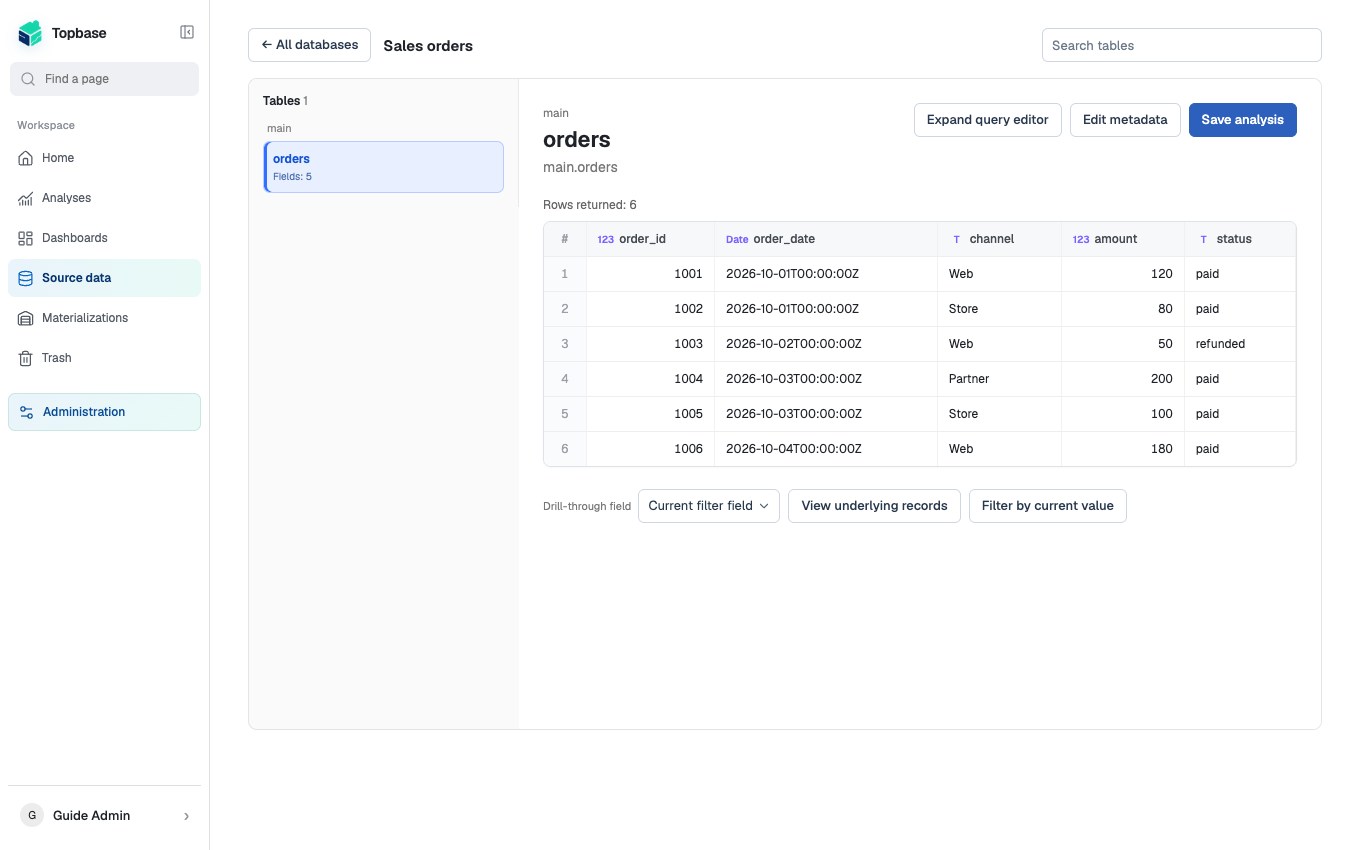 Topbase
Find a page
Workspace
Home
Analyses
Dashboards
Source data
Materializations
Trash
Administration
G Guide Admin
← All databases
Sales orders
Search tables
Tables 1
main
orders
Fields: 5
main
orders
main.orders
Expand query editor
Edit metadata
Save analysis
Rows returned: 6
# 123 order_id Date order_date T channel 123 amount T status
1 1001 2026-10-01T00:00:00Z Web 120 paid
2 1002 2026-10-01T00:00:00Z Store 80 paid
3 1003 2026-10-02T00:00:00Z Web 50 refunded
4 1004 2026-10-03T00:00:00Z Partner 200 paid
5 1005 2026-10-03T00:00:00Z Store 100 paid
6 1006 2026-10-04T00:00:00Z Web 180 paid
Drill-through field Current filter field View underlying records Filter by current value